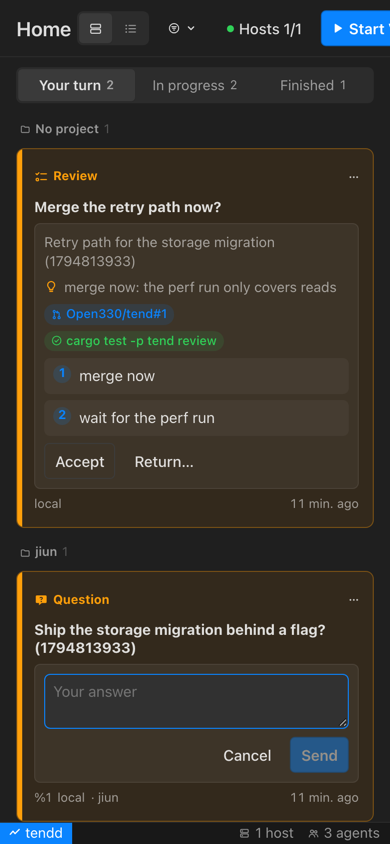 Home
Hosts 1/1
Start
Your turn 2
In progress 2
Finished 1
No project 1
Review
...
Merge the retry path now?
Retry path for the storage migration
(1794813933)
merge now: the perf run only covers reads
Open330/tend#1
cargo test -p tend review
1 merge now
2 wait for the perf run
Accept
Return...
local
11 min. ago
jiun 1
Question
...
Ship the storage migration behind a flag?
(1794813933)
Your answer
Cancel
Send
%1 local · jiun
11 min. ago
tendd
1 host
3 agents